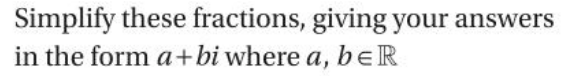 Simplify these fractions, giving your answers
in the form a+bi where a, b∈ℝ